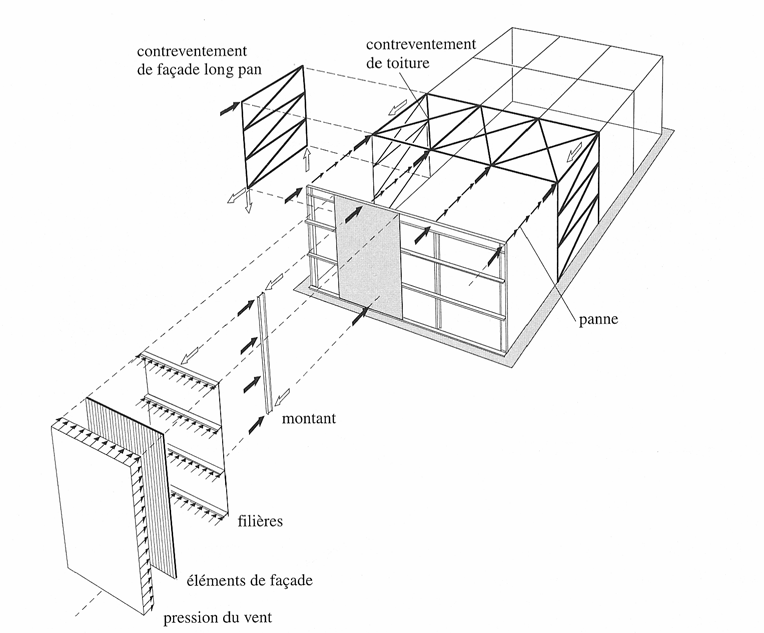 contreventement
de façade long pan
contreventement
de toiture
panne
montant
filières
éléments de façade
pression du vent